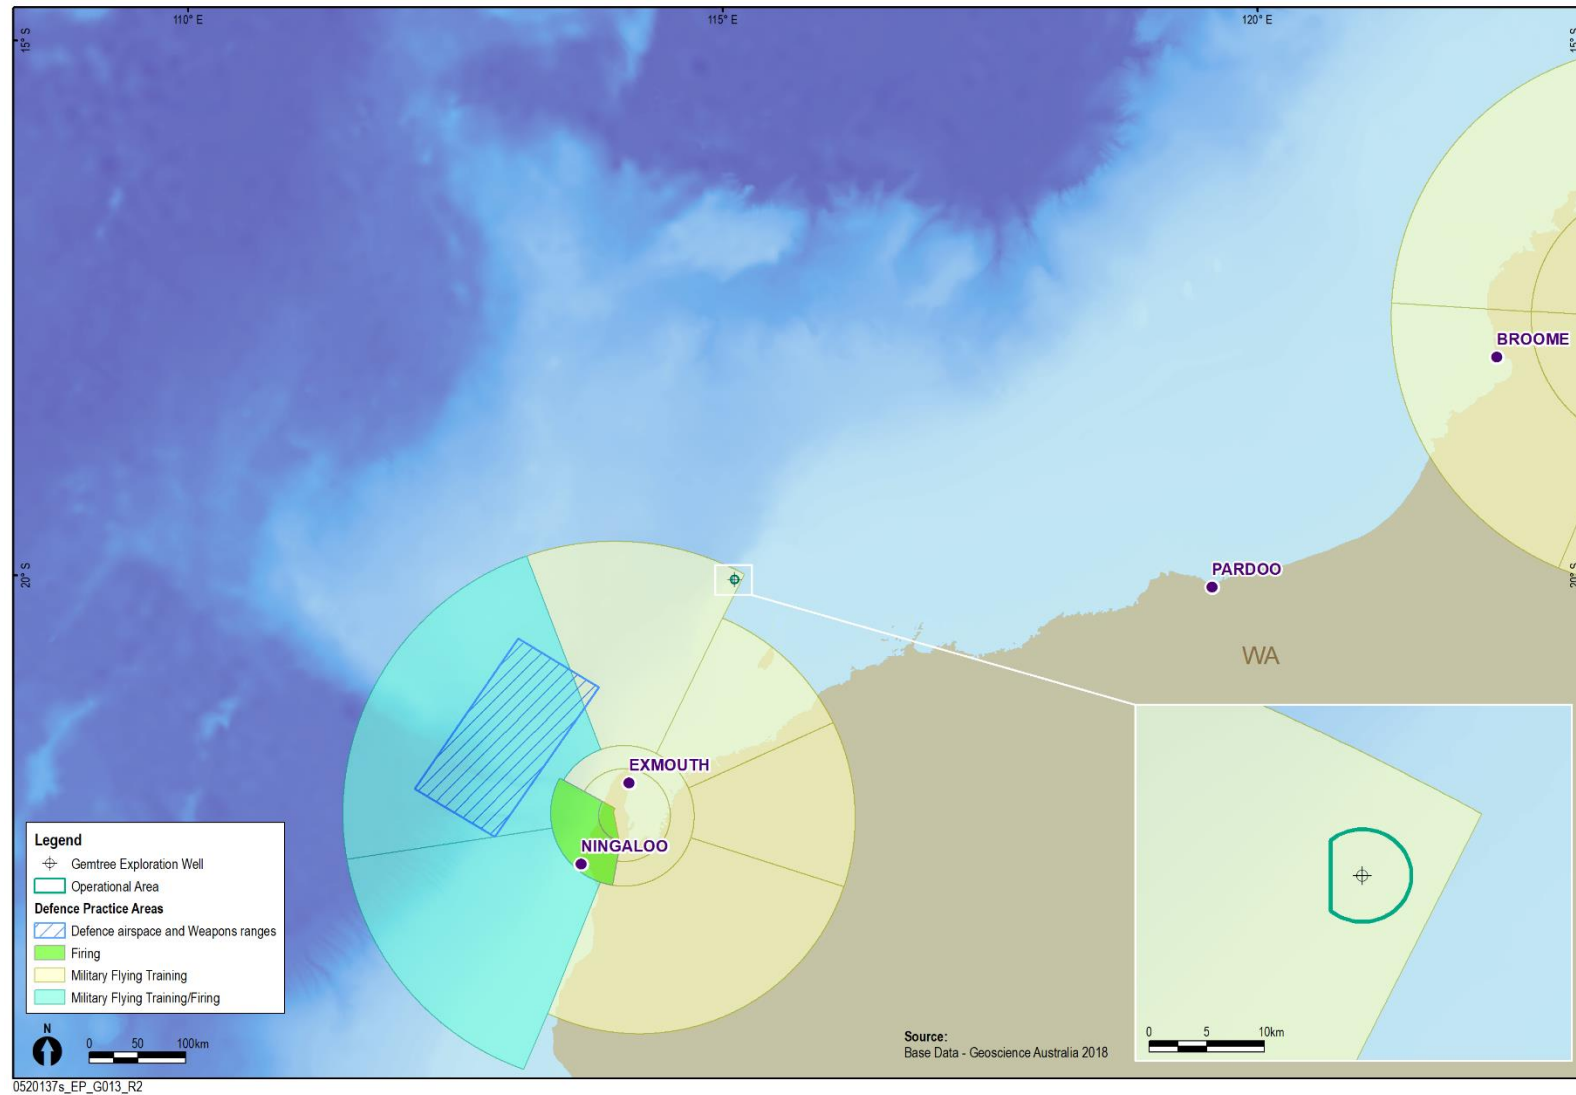 110° E
115° E
120° E
15° S
15° S
BROOME
20° S
20° S
PARDOO
WA
EXMOUTH
NINGALOO
Legend
Gemtree Exploration Well
Operational Area
Defence Practice Areas
Defence airspace and Weapons ranges
Firing
Military Flying Training
Military Flying Training/Firing
N
0 50 100km
Source:
Base Data - Geoscience Australia 2018
0 5 10km
0520137s_EP_G013_R2